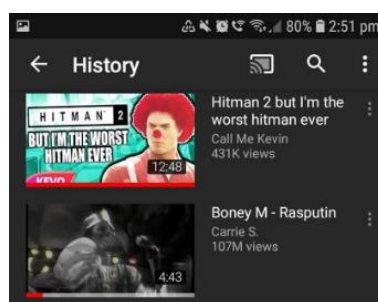 80% 2:51 pm
History
HITMAN 2
BUT I'M THE WORST
HITMAN EVER
KEVO
12:48
Hitman 2 but I'm the
worst hitman ever
Call Me Kevin
431K views
4:43
Boney M - Rasputin
Carrie S.
107M views